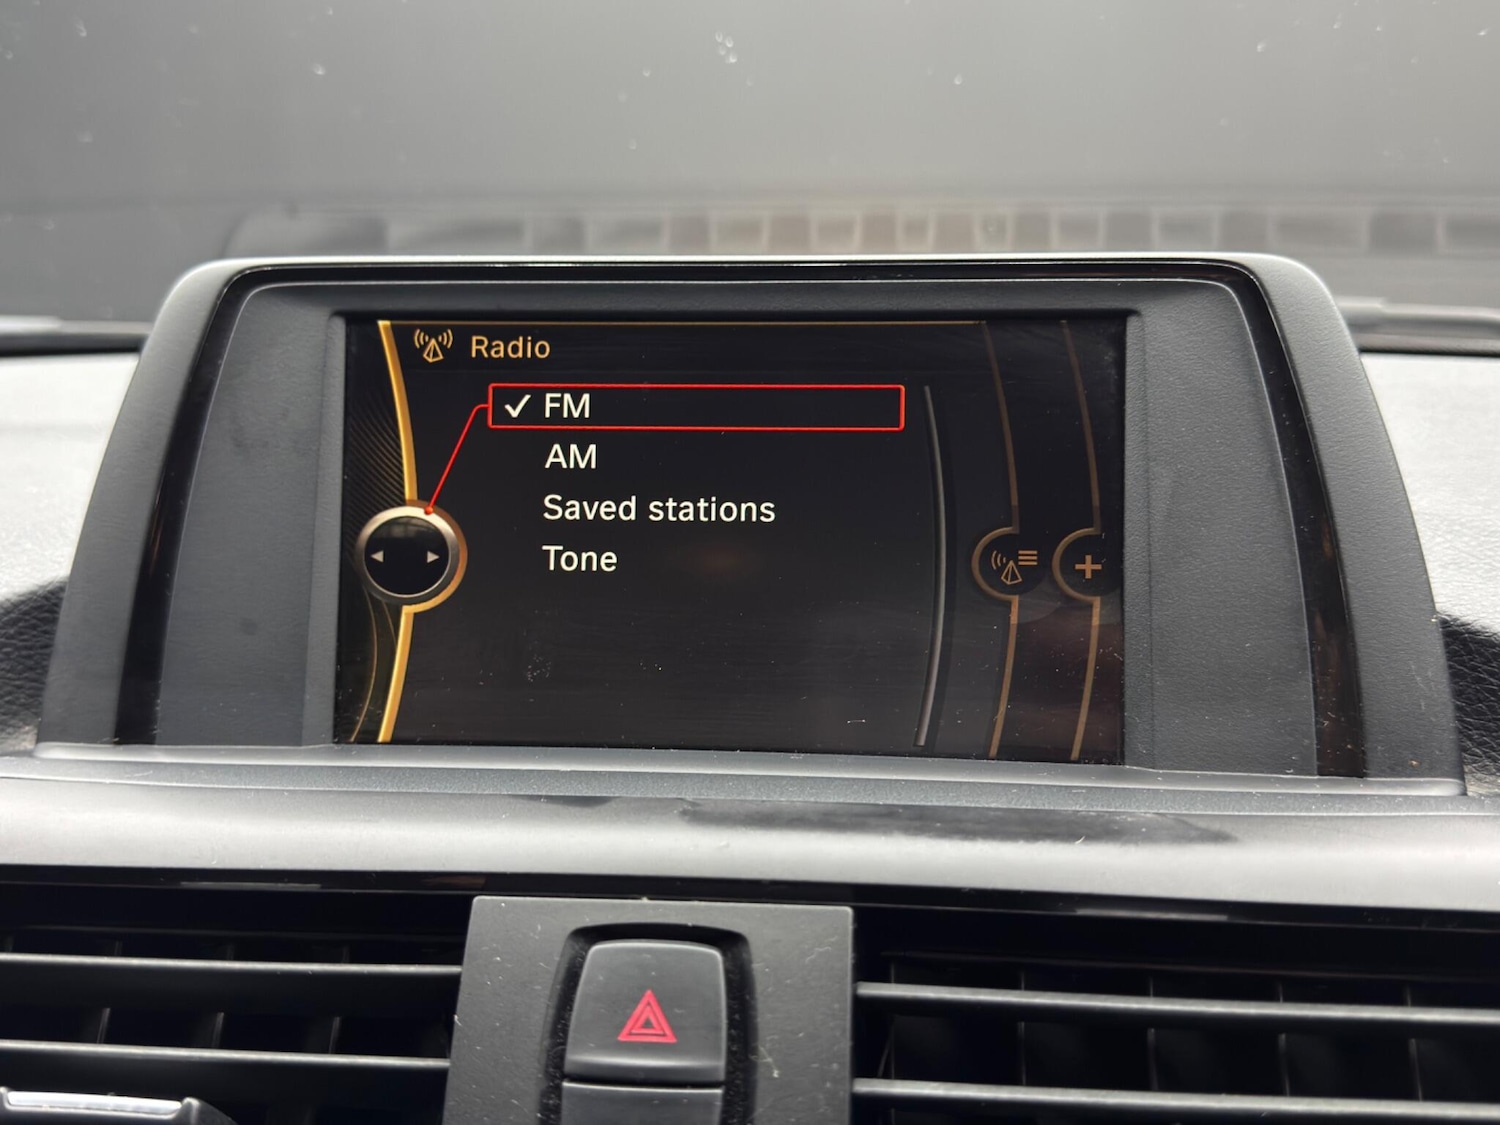 Radio
✓ FM
AM
Saved stations
Tone